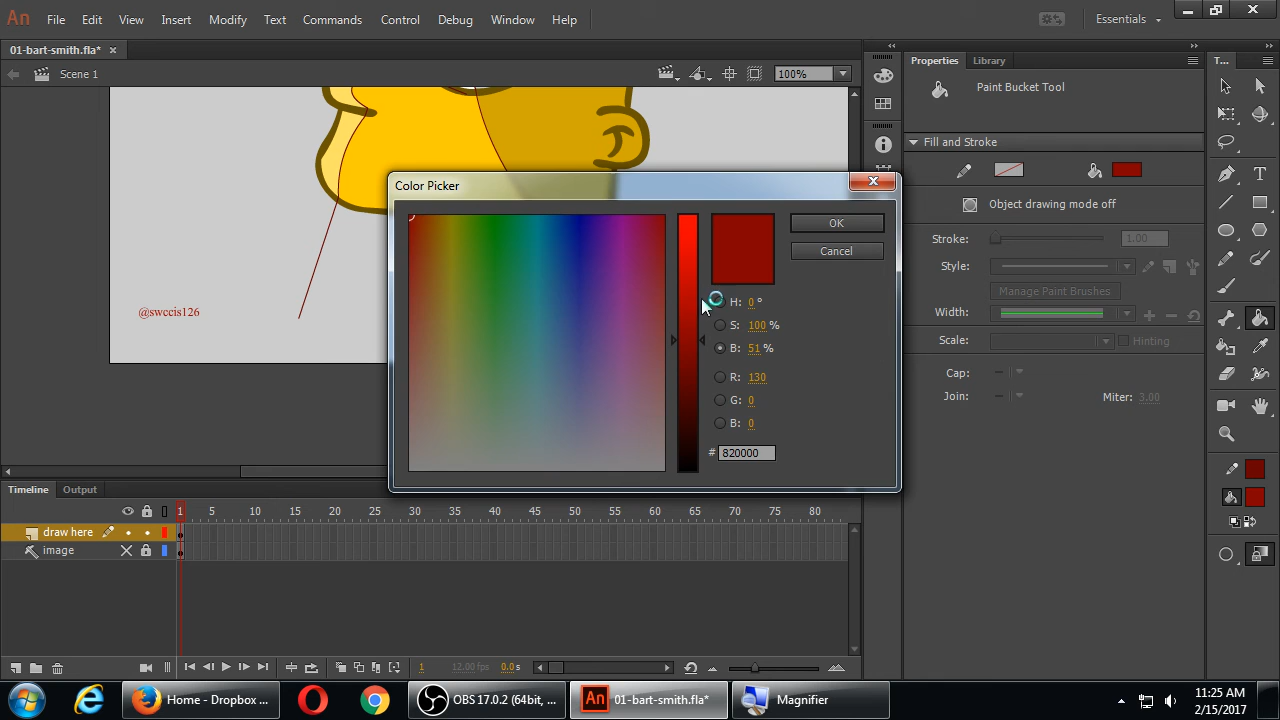 An File Edit View Insert Modify Text Commands Control Debug Window Help Essentials
01-bart-smith.fla* ×
Scene 1 100%
@swccis126
Color Picker
OK
Cancel
H: 0 °
S: 100 %
B: 51 %
R: 130
G: 0
B: 0
# 820000
Properties Library
Paint Bucket Tool
Fill and Stroke
Object drawing mode off
Stroke: 1.00
Style:
Manage Paint Brushes
Width:
Scale: Hinting
Cap:
Join: Miter: 3.00
T...
Timeline Output
1 5 10 15 20 25 30 35 40 45 50 55 60 65 70 75 80
draw here
image
1 12.00 fps 0.0 s
Home - Dropbox ... OBS 17.0.2 (64bit, ... An 01-bart-smith.fla* Magnifier
11:25 AM
2/15/2017